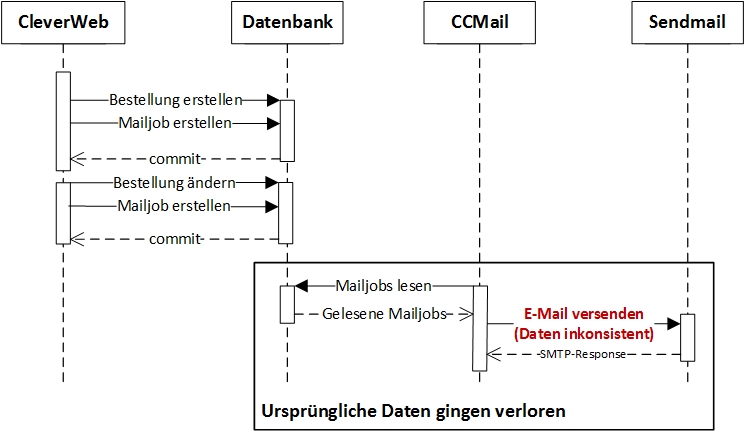 CleverWeb
Datenbank
CCMail
Sendmail
Bestellung erstellen
Mailjob erstellen
commit
Bestellung ändern
Mailjob erstellen
commit
Mailjobs lesen
Gelesene Mailjobs
E-Mail versenden
(Daten inkonsistent)
SMTP-Response
Ursprüngliche Daten gingen verloren